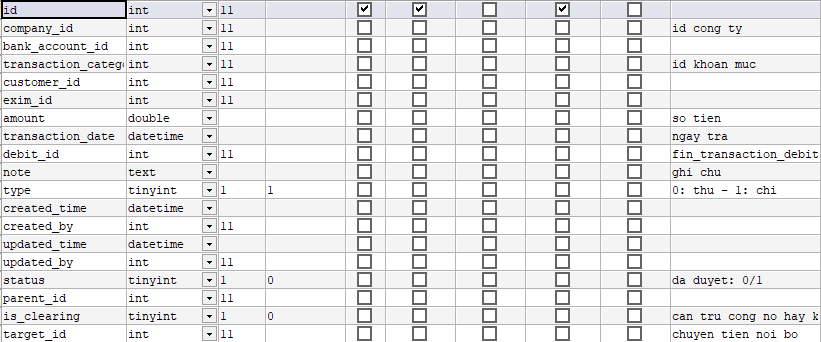 id int 11
company_id int 11 id cong ty
bank_account_id int 11
transaction_catego int 11 id khoan muc
customer_id int 11
exim_id int 11
amount double so tien
transaction_date datetime ngay tra
debit_id int 11 fin_transaction_debit
note text ghi chu
type tinyint 1 1 0: thu - 1: chi
created_time datetime
created_by int 11
updated_time datetime
updated_by int 11
status tinyint 1 0 da duyet: 0/1
parent_id int 11
is_clearing tinyint 1 0 can tru cong no hay k
target_id int 11 chuyen tien noi bo